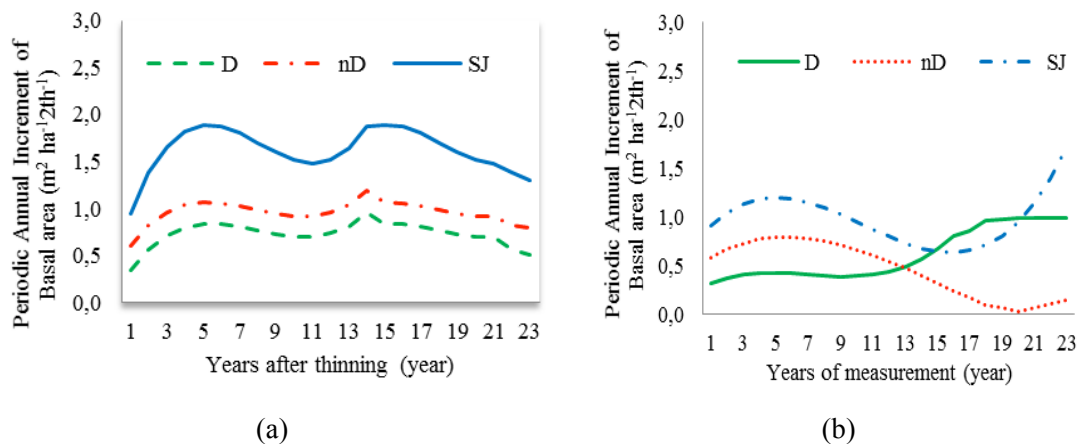 Periodic Annual Increment of
Basal area (m² ha⁻¹2th⁻¹)
3,0
2,5
2,0
1,5
1,0
0,5
0,0
D nD SJ
1 3 5 7 9 11 13 15 17 19 21 23
Years after thinning (year)
(a)
Periodic Annual Increment of
Basal area (m² ha⁻¹2th⁻¹)
3,0
2,5
2,0
1,5
1,0
0,5
0,0
D nD SJ
1 3 5 7 9 11 13 15 17 19 21 23
Years of measurement (year)
(b)